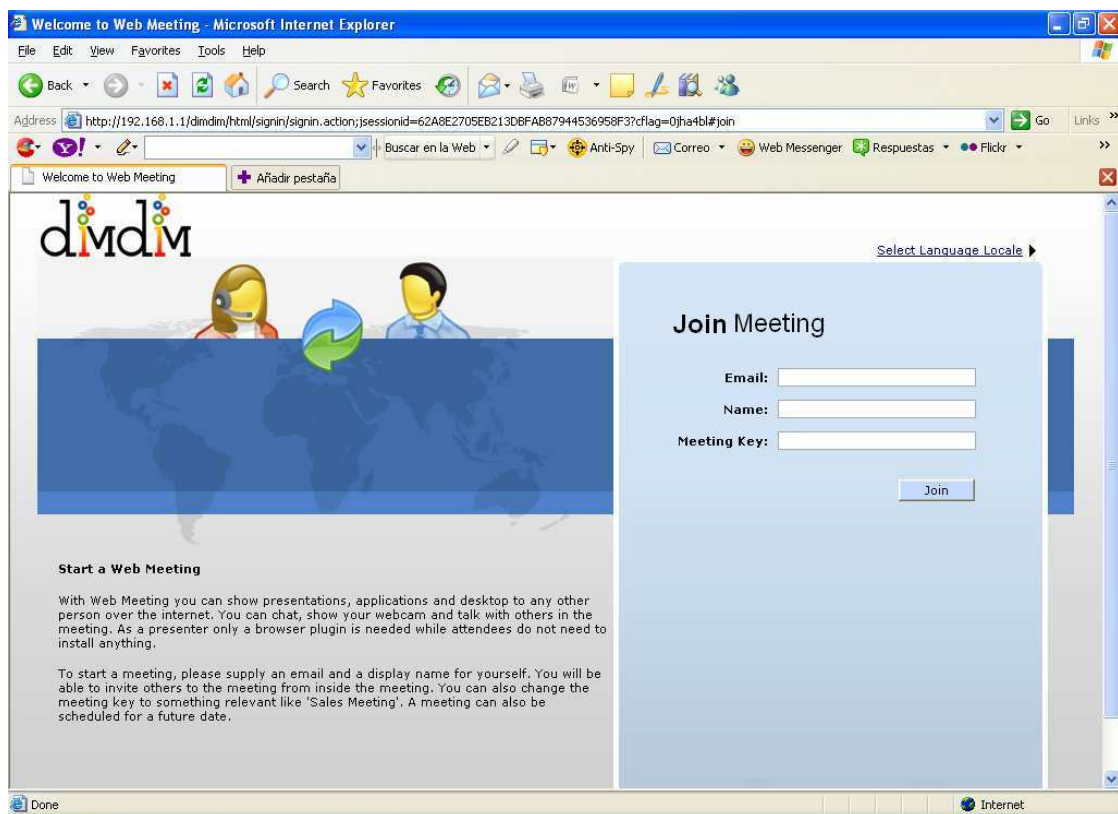 Welcome to Web Meeting - Microsoft Internet Explorer
File Edit View Favorites Tools Help
Back Search Favorites
Address http://192.168.1.1/dimdim/html/signin/signin.action;jsessionid=62A8E2705EB213DBFAB87944536958F3?cflag=0jha4bl#join Go Links »
Y! Buscar en la Web Anti-Spy Correo Web Messenger Respuestas Flickr »
Welcome to Web Meeting Añadir pestaña
dimdim
Select Language Locale
Join Meeting
Email:
Name:
Meeting Key:
Join
Start a Web Meeting
With Web Meeting you can show presentations, applications and desktop to any other
person over the internet. You can chat, show your webcam and talk with others in the
meeting. As a presenter only a browser plugin is needed while attendees do not need to
install anything.
To start a meeting, please supply an email and a display name for yourself. You will be
able to invite others to the meeting from inside the meeting. You can also change the
meeting key to something relevant like 'Sales Meeting'. A meeting can also be
scheduled for a future date.
Done Internet